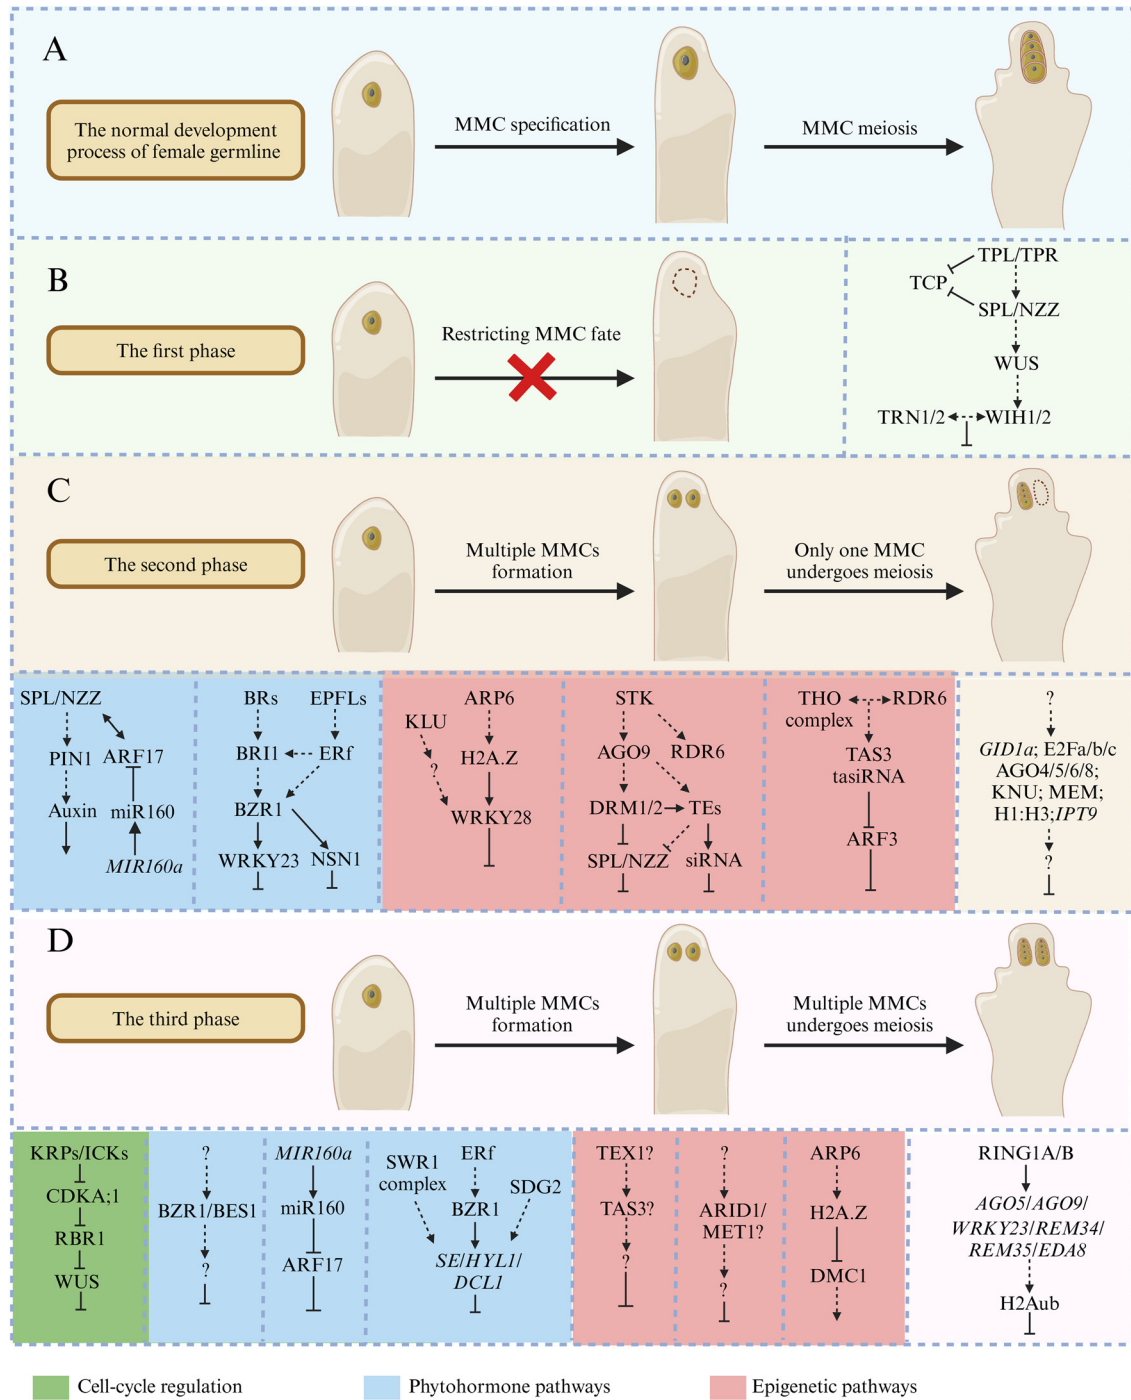 A
The normal development
process of female germline
MMC specification
MMC meiosis
B
The first phase
Restricting MMC fate
TPL/TPR
TCP
SPL/NZZ
WUS
TRN1/2
WIH1/2
C
The second phase
Multiple MMCs
formation
Only one MMC
undergoes meiosis
SPL/NZZ
PIN1
ARF17
Auxin
miR160
MIR160a
BRs
EPFLs
BRI1
ERf
BZR1
WRKY23
NSN1
ARP6
KLU
H2A.Z
?
WRKY28
STK
AGO9
RDR6
DRM1/2
TEs
SPL/NZZ
siRNA
THO
complex
RDR6
TAS3
tasiRNA
ARF3
?
GID1a; E2Fa/b/c
AGO4/5/6/8;
KNU; MEM;
H1:H3;IPT9
?
D
The third phase
Multiple MMCs
formation
Multiple MMCs
undergoes meiosis
KRPs/ICKs
CDKA;1
RBR1
WUS
?
BZR1/BES1
?
MIR160a
miR160
ARF17
SWR1
complex
ERf
SDG2
BZR1
SE/HYL1/
DCL1
TEX1?
TAS3?
?
?
ARID1/
MET1?
?
ARP6
H2A.Z
DMC1
RING1A/B
AGO5/AGO9/
WRKY23/REM34/
REM35/EDA8
H2Aub
Cell-cycle regulation
Phytohormone pathways
Epigenetic pathways